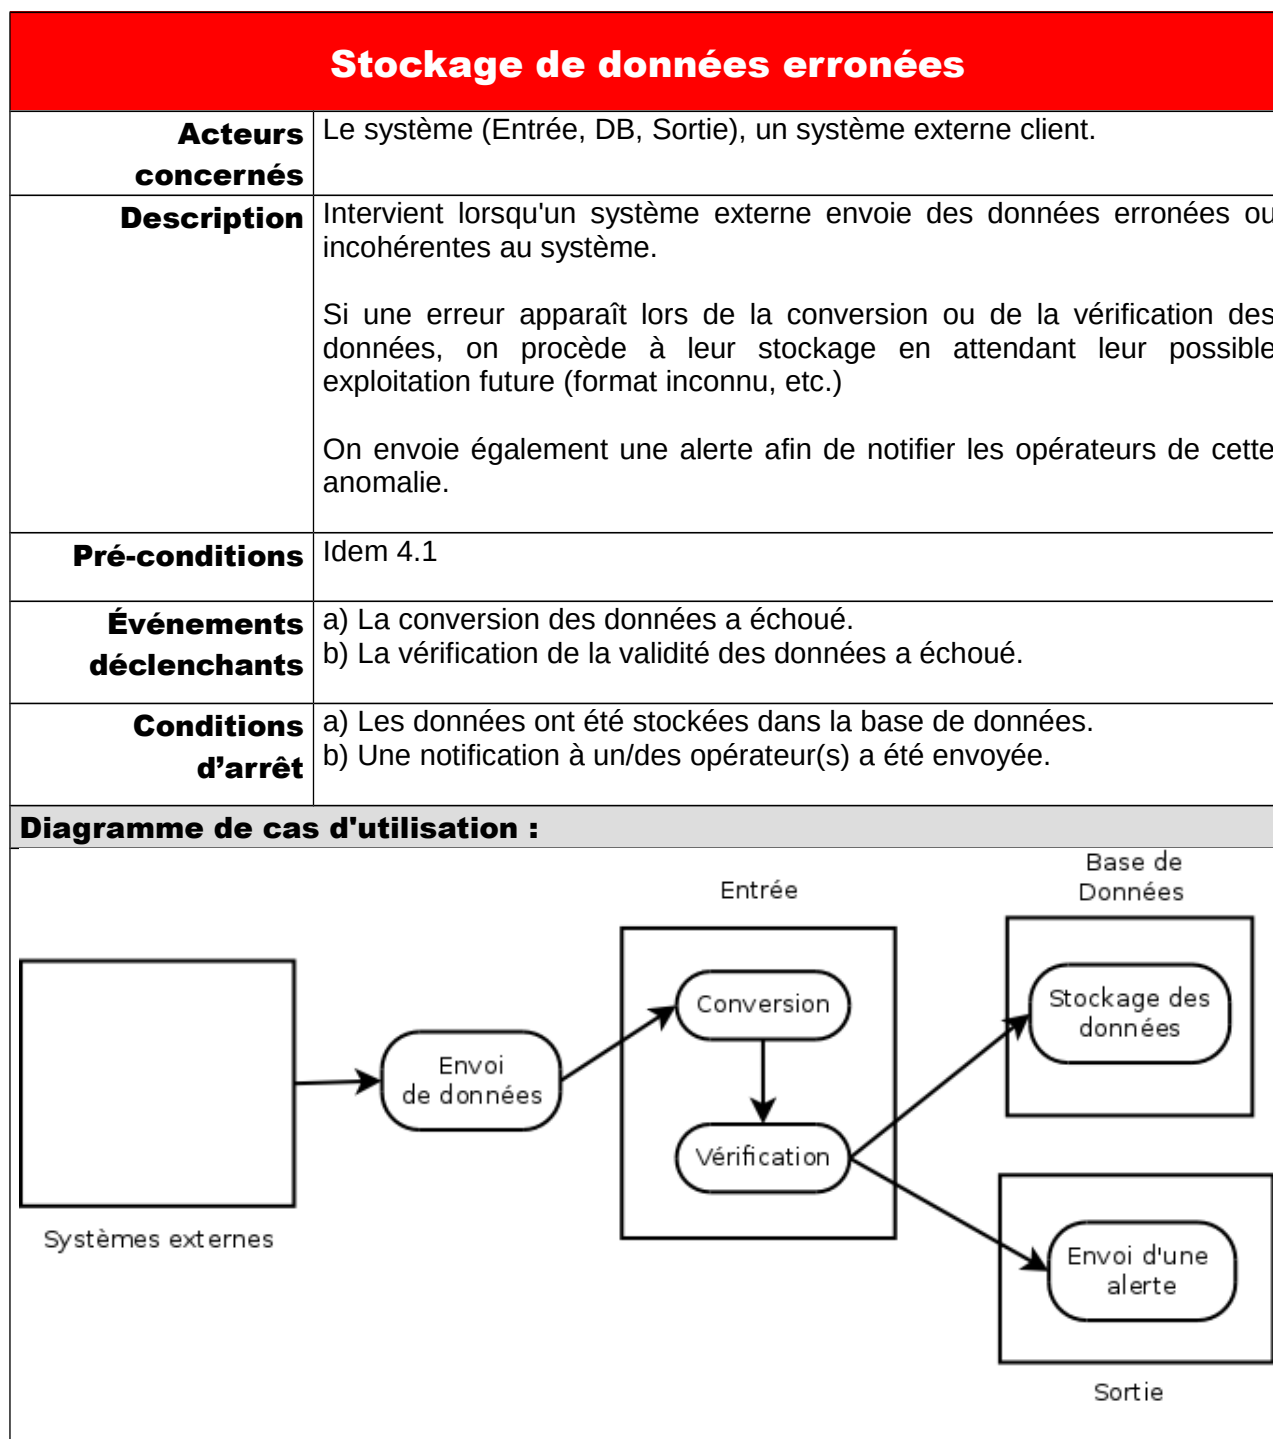 Stockage de données erronées
Acteurs
concernés
Le système (Entrée, DB, Sortie), un système externe client.
Description
Intervient lorsqu'un système externe envoie des données erronées ou
incohérentes au système.
Si une erreur apparaît lors de la conversion ou de la vérification des
données, on procède à leur stockage en attendant leur possible
exploitation future (format inconnu, etc.)
On envoie également une alerte afin de notifier les opérateurs de cette
anomalie.
Pré-conditions
Idem 4.1
Événements
déclenchants
a) La conversion des données a échoué.
b) La vérification de la validité des données a échoué.
Conditions
d’arrêt
a) Les données ont été stockées dans la base de données.
b) Une notification à un/des opérateur(s) a été envoyée.
Diagramme de cas d'utilisation :
Systèmes externes
Envoi
de données
Entrée
Conversion
Vérification
Base de
Données
Stockage des
données
Envoi d'une
alerte
Sortie